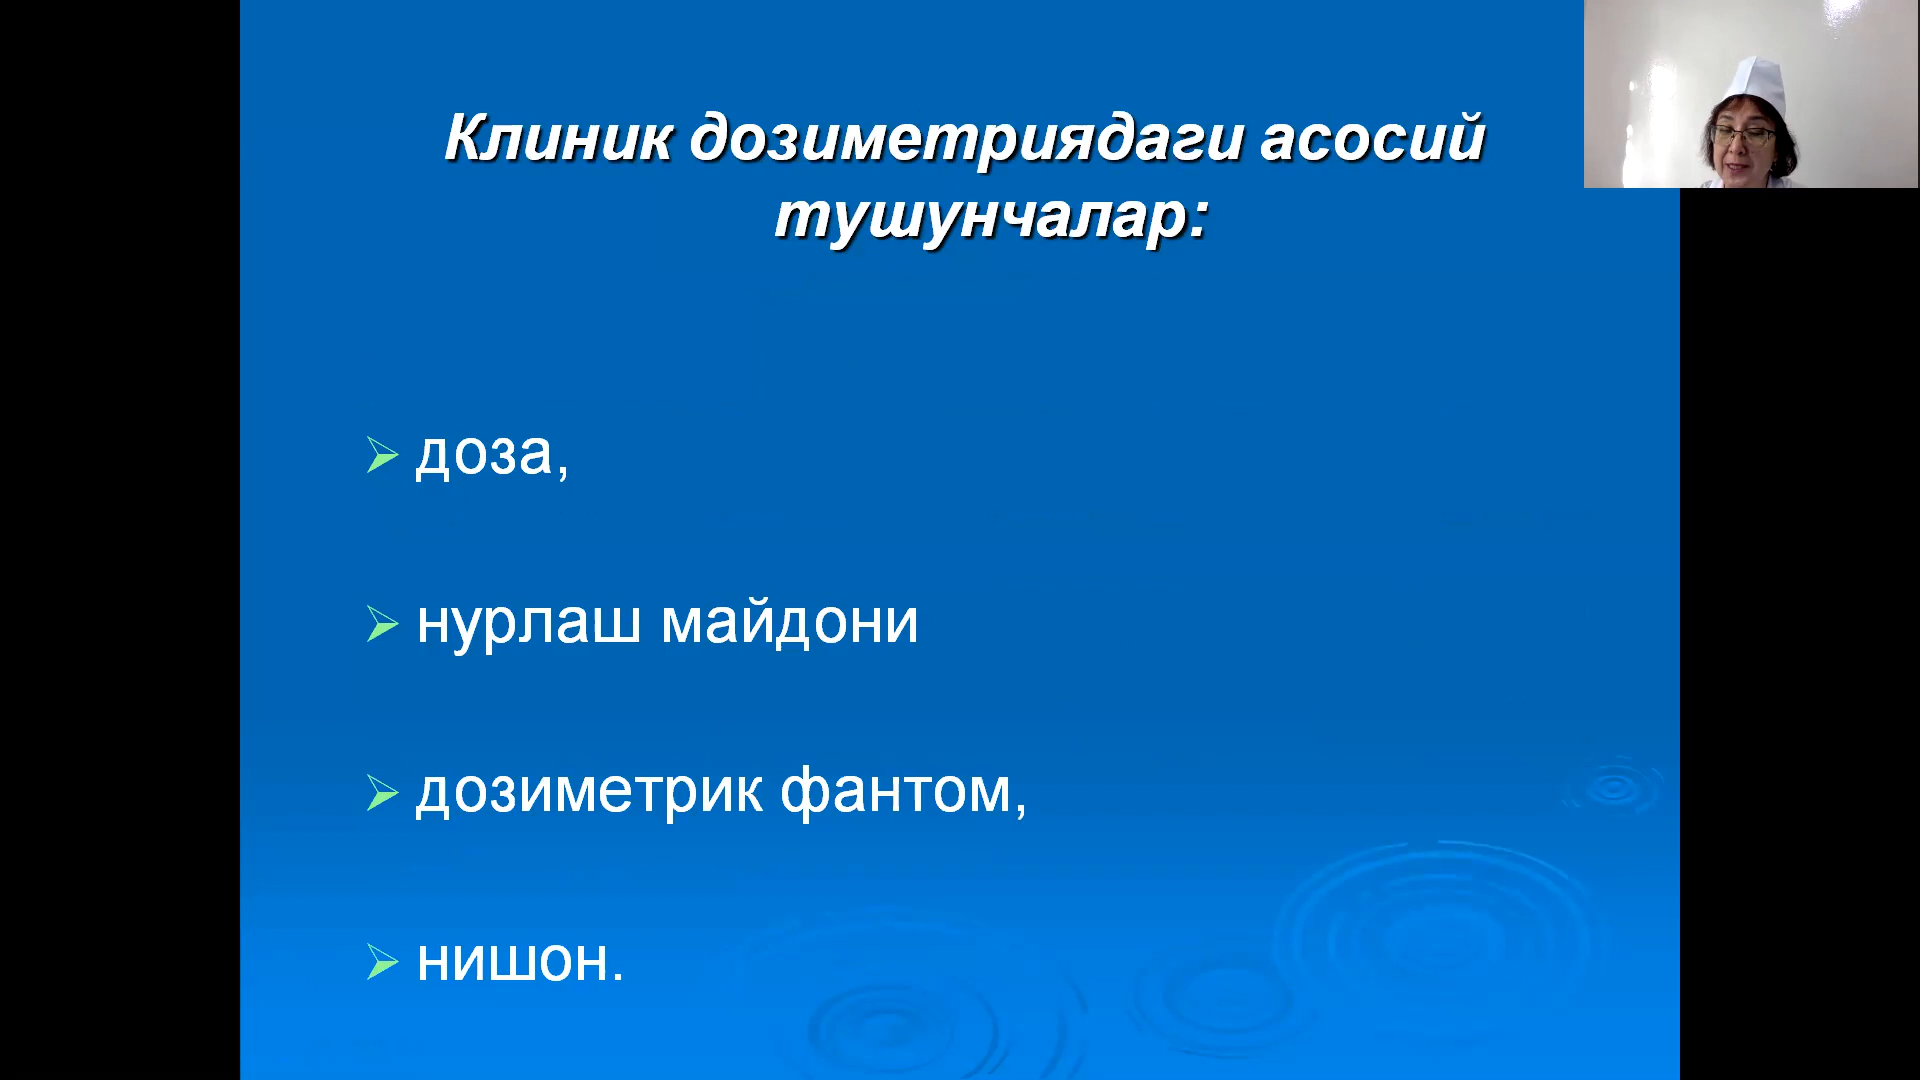 Клиник дозиметриядаги асосий
тушунчалар:
доза,
нурлаш майдони
дозиметрик фантом,
нишон.